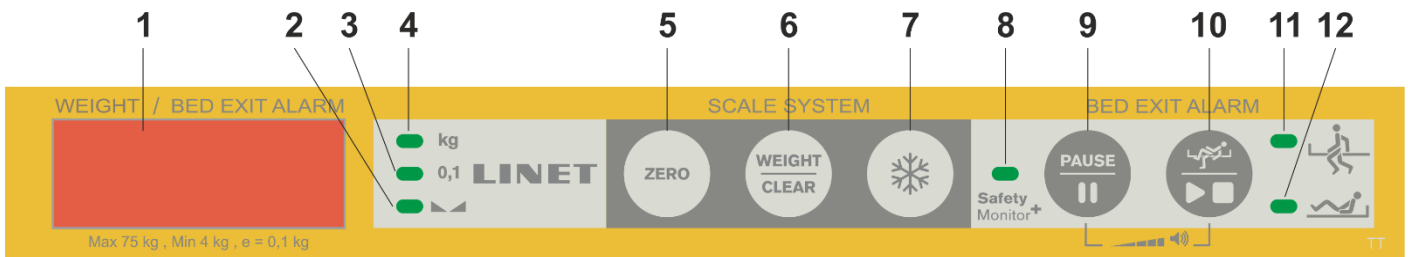 1 2 3 4 5 6 7 8 9 10 11 12
WEIGHT / BED EXIT ALARM
SCALE SYSTEM
BED EXIT ALARM
kg
0,1
LINET
ZERO
WEIGHT
CLEAR
Safety
Monitor+
PAUSE
Max 75 kg , Min 4 kg , e = 0,1 kg
TT